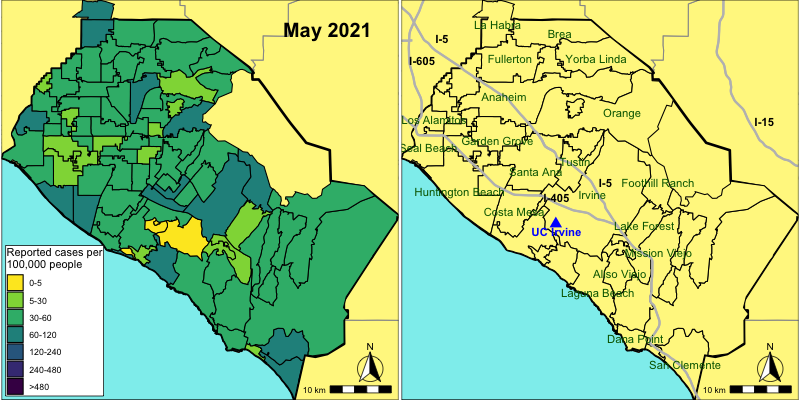 May 2021
Reported cases per
100,000 people
0-5
5-30
30-60
60-120
120-240
240-480
>480
N
10 km
La Habra
I-5
Brea
I-605
Fullerton
Yorba Linda
Anaheim
Orange
Los Alamitos
I-15
Seal Beach
Garden Grove
Tustin
Santa Ana
I-5
Foothill Ranch
Huntington Beach
I-405
Irvine
Costa Mesa
UC Irvine
Lake Forest
Mission Viejo
Aliso Viejo
Laguna Beach
Dana Point
San Clemente
N
10 km